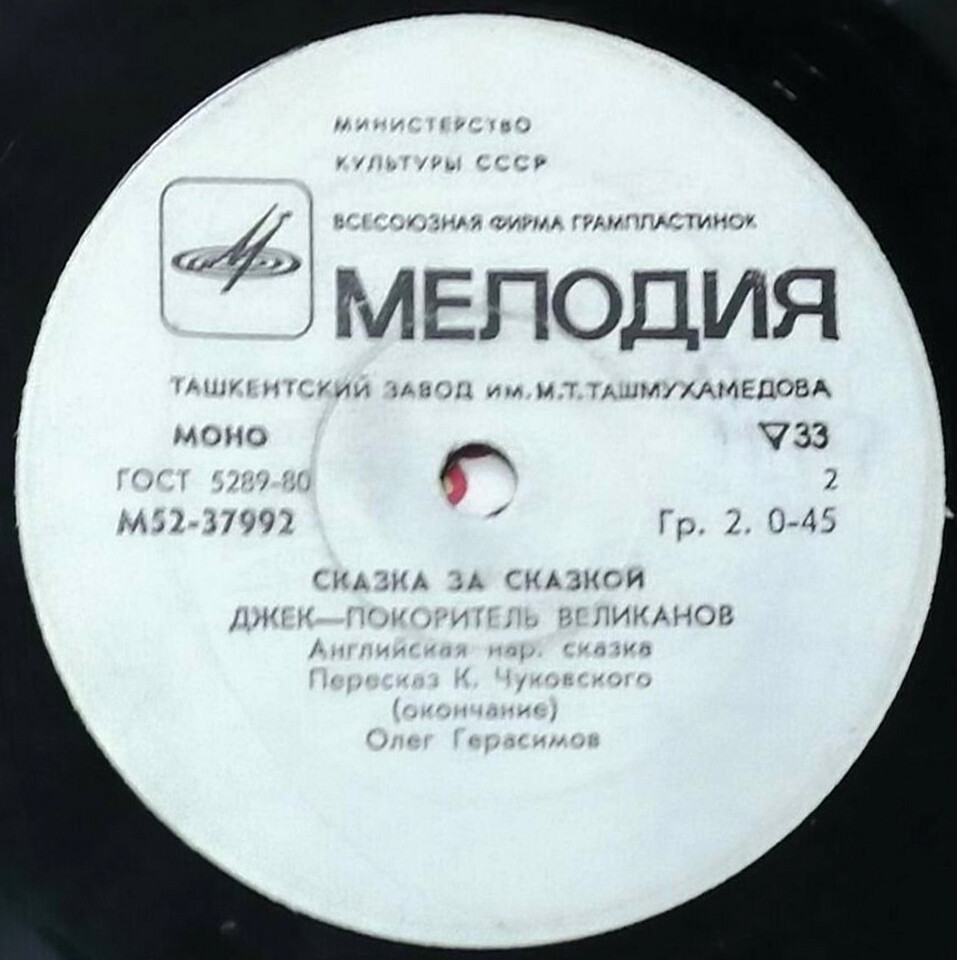 МИНИСТЕРСТВО
КУЛЬТУРЫ СССР
ВСЕСОЮЗНАЯ ФИРМА ГРАМПЛАСТИНОК
МЕЛОДИЯ
ТАШКЕНТСКИЙ ЗАВОД им. М.Т. ТАШМУХАМЕДОВА
МОНО ▽33
ГОСТ 5289-80 2
М52-37992 Гр. 2. 0-45
СКАЗКА ЗА СКАЗКОЙ
ДЖЕК—ПОКОРИТЕЛЬ ВЕЛИКАНОВ
Английская нар. сказка
Пересказ К. Чуковского
(окончание)
Олег Герасимов